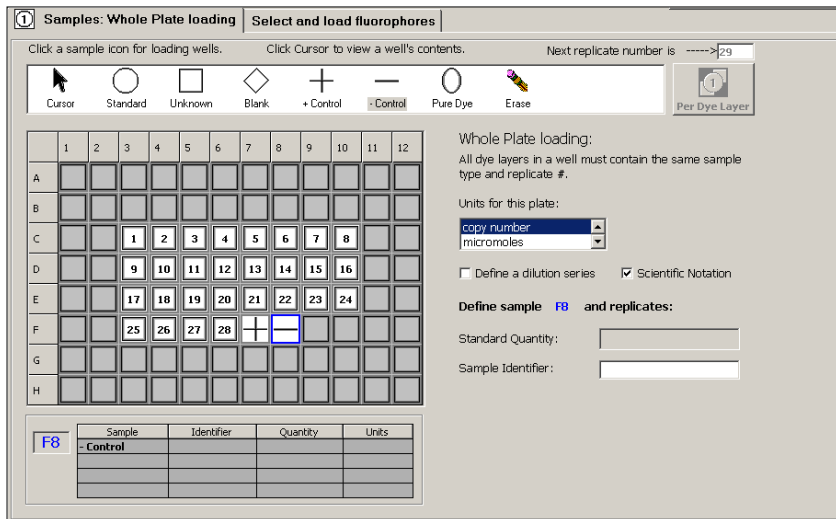 1 Samples: Whole Plate loading Select and load fluorophores
Click a sample icon for loading wells. Click Cursor to view a well's contents. Next replicate number is ----->29
Cursor Standard Unknown Blank + Control - Control Pure Dye Erase
1
Per Dye Layer
Whole Plate loading:
All dye layers in a well must contain the same sample
type and replicate #.
Units for this plate:
copy number
micromoles
Define a dilution series Scientific Notation
Define sample F8 and replicates:
Standard Quantity:
Sample Identifier:
1 2 3 4 5 6 7 8 9 10 11 12
A
B
C 1 2 3 4 5 6 7 8
D 9 10 11 12 13 14 15 16
E 17 18 19 20 21 22 23 24
F 25 26 27 28 + -
G
H
F8
Sample Identifier Quantity Units
- Control